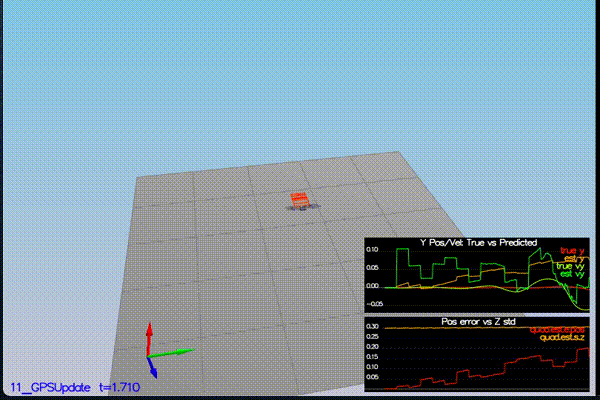 Y Pos/Vel: True vs Predicted
0.10
true y
est y
0.05
true vy
est vy
0.00
-0.05
Pos error vs Z std
0.30
quad.est.e.pos
0.25
quad.est.s.z
0.20
0.15
0.10
0.05
11_GPSUpdate t=1.710